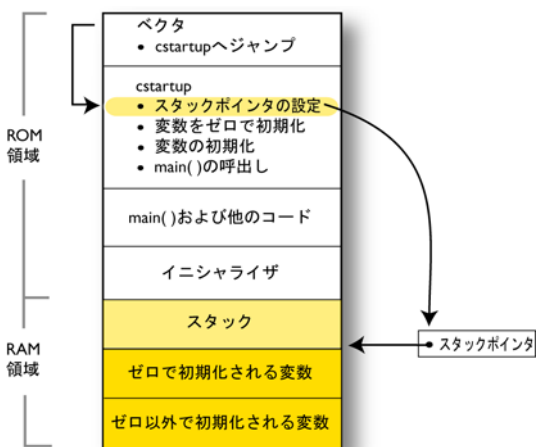 ベクタ
• cstartupへジャンプ
cstartup
• スタックポインタの設定
• 変数をゼロで初期化
• 変数の初期化
• main( )の呼出し
ROM
領域
main( )および他のコード
イニシャライザ
スタック
スタックポインタ
RAM
領域
ゼロで初期化される変数
ゼロ以外で初期化される変数